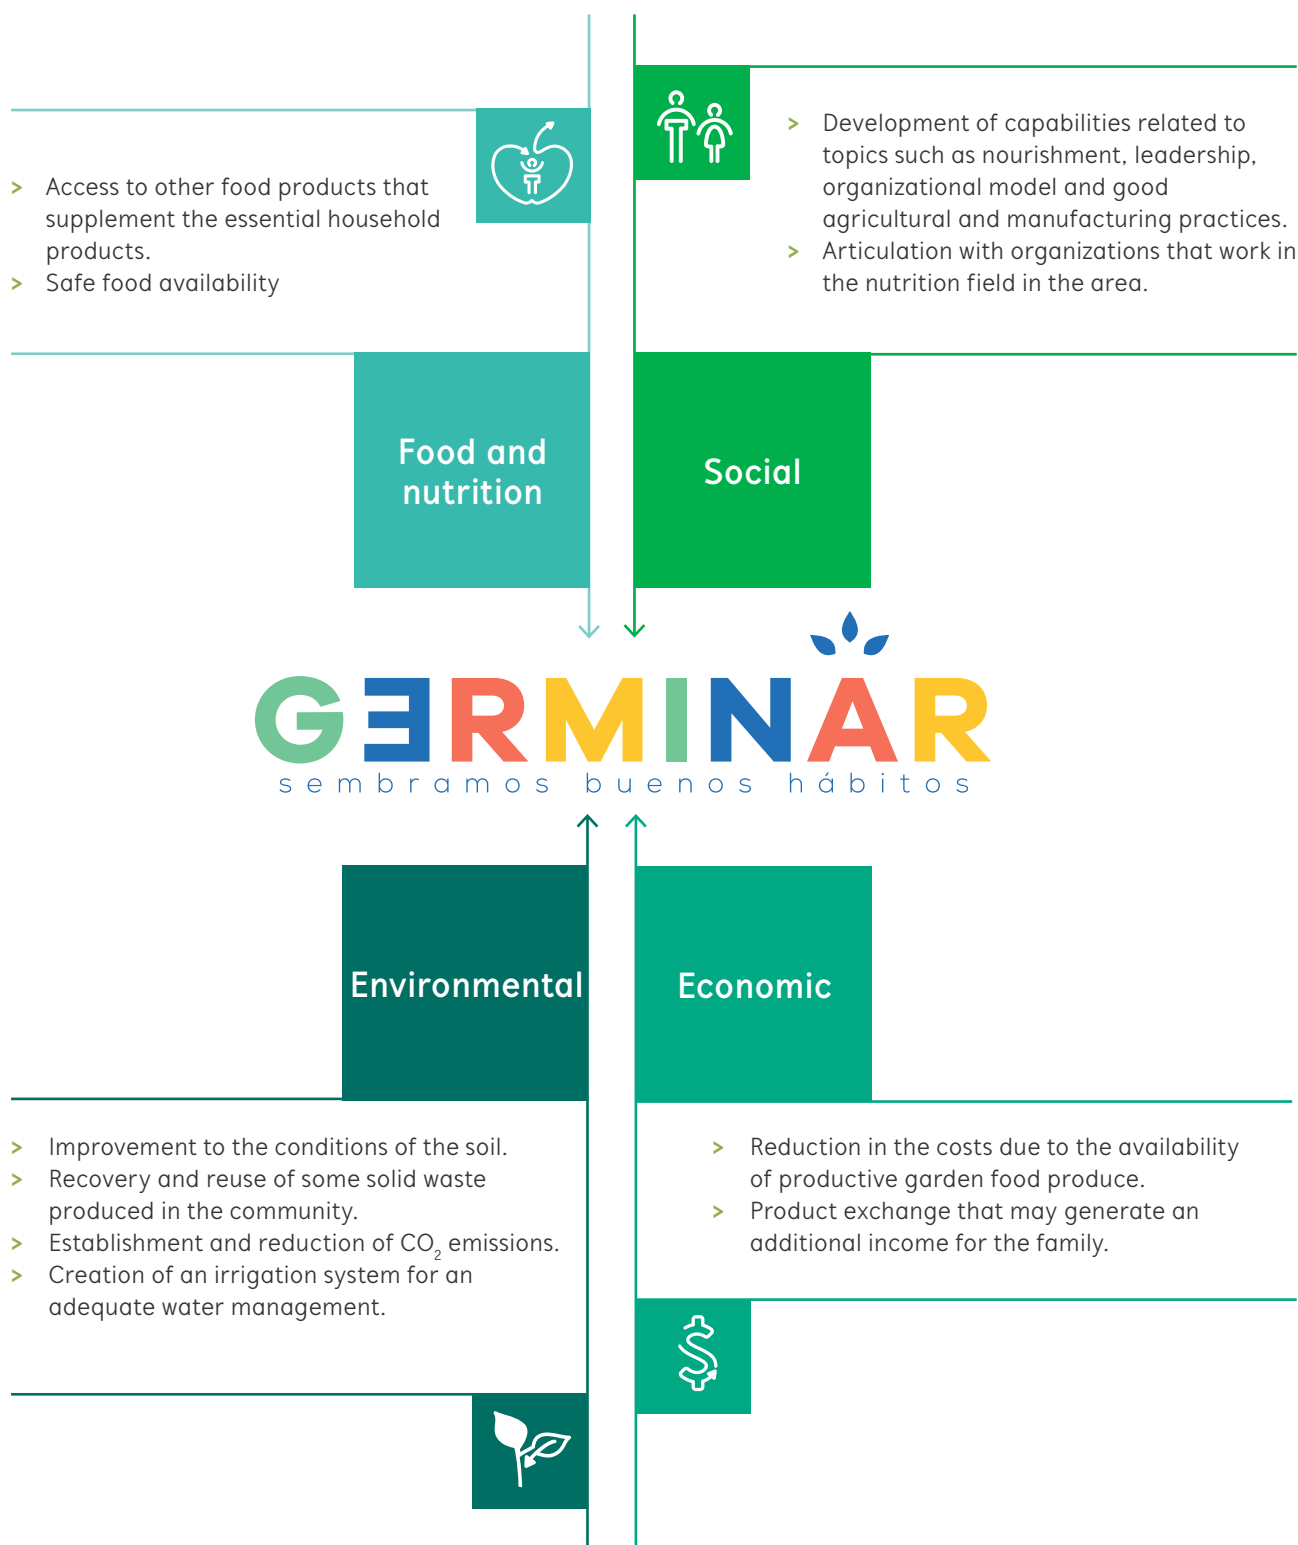 > Access to other food products that
supplement the essential household
products.
> Safe food availability
> Development of capabilities related to
topics such as nourishment, leadership,
organizational model and good
agricultural and manufacturing practices.
> Articulation with organizations that work in
the nutrition field in the area.
Food and
nutrition
Social
GERMINAR
sembramos buenos hábitos
Environmental
Economic
> Improvement to the conditions of the soil.
> Recovery and reuse of some solid waste
produced in the community.
> Establishment and reduction of CO₂ emissions.
> Creation of an irrigation system for an
adequate water management.
> Reduction in the costs due to the availability
of productive garden food produce.
> Product exchange that may generate an
additional income for the family.